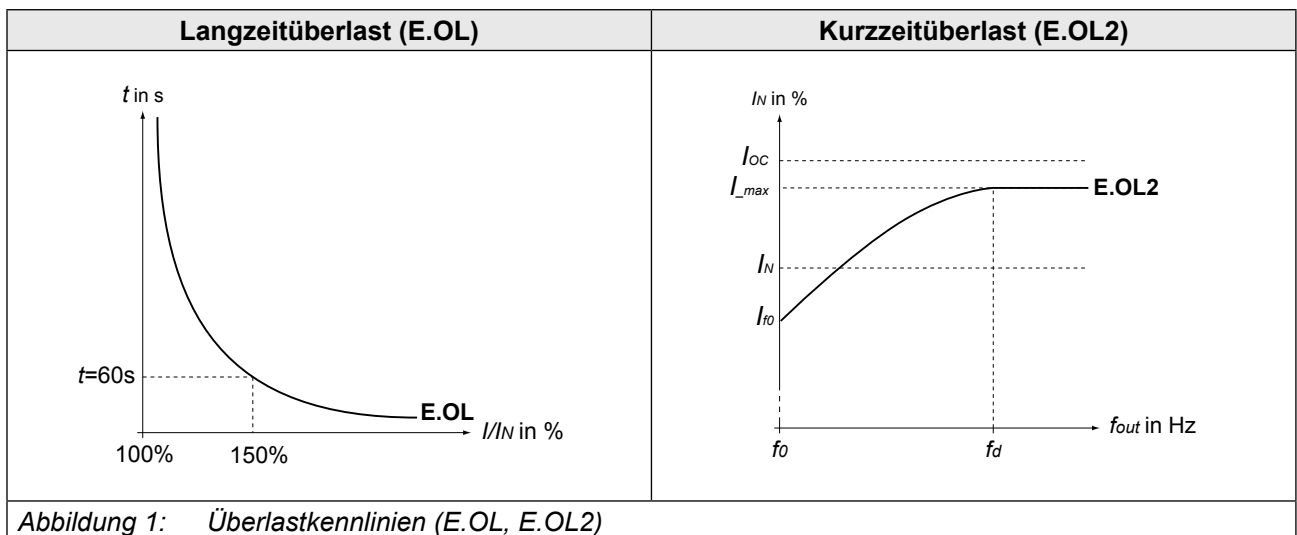 Langzeitüberlast (E.OL)
Kurzzeitüberlast (E.OL2)
t in s
t=60s
E.OL
I/IN in %
100%
150%
IN in %
IOC
I_max
E.OL2
IN
If0
fout in Hz
f0
fd
Abbildung 1: Überlastkennlinien (E.OL, E.OL2)